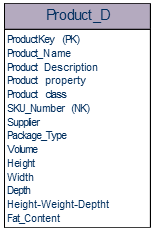 Product_D
ProductKey (PK)
Product_Name
Product Description
Product property
Product class
SKU_Number (NK)
Supplier
Package_Type
Volume
Height
Width
Depth
Height-Weight-Deptht
Fat_Content